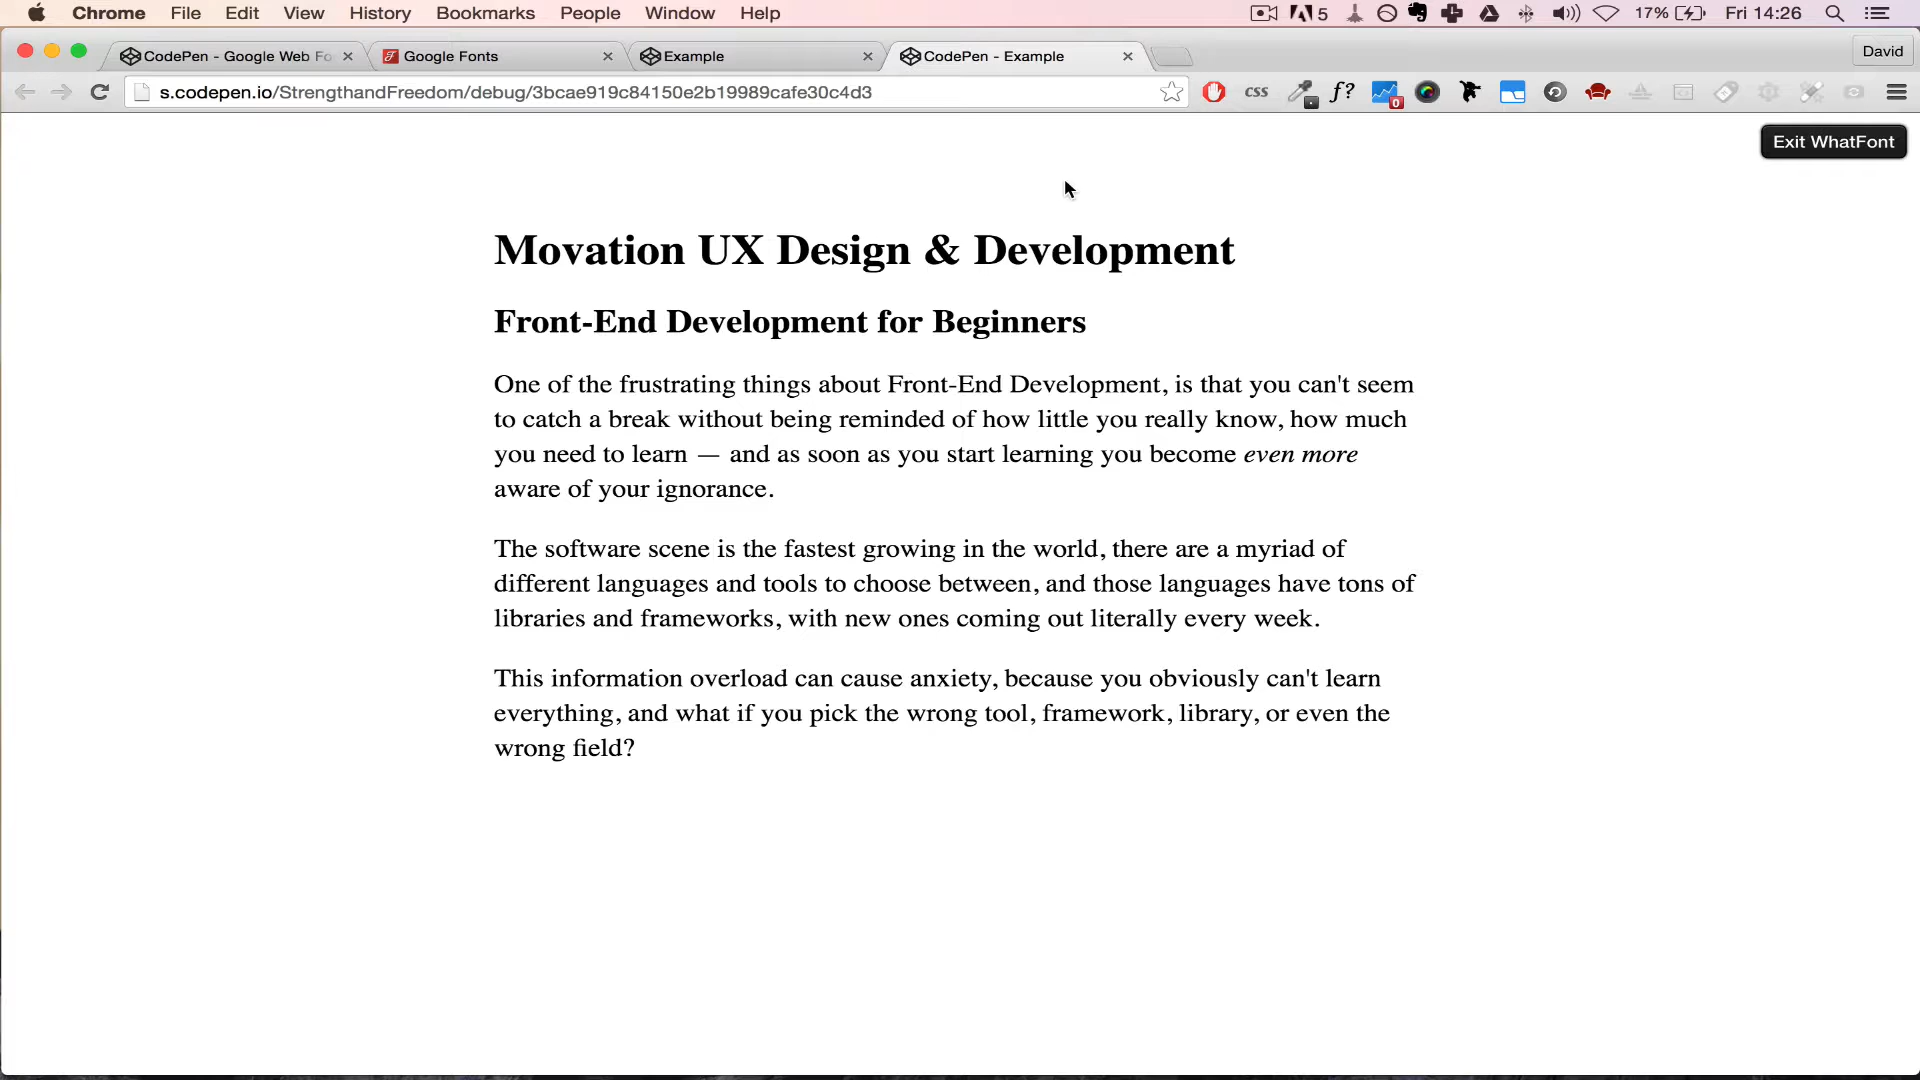 Chrome File Edit View History Bookmarks People Window Help 5 17% Fri 14:26
CodePen - Google Web Fo Google Fonts Example CodePen - Example David
s.codepen.io/StrengthandFreedom/debug/3bcae919c84150e2b19989cafe30c4d3 css f? 0
Exit WhatFont
Movation UX Design & Development
Front-End Development for Beginners
One of the frustrating things about Front-End Development, is that you can't seem
to catch a break without being reminded of how little you really know, how much
you need to learn — and as soon as you start learning you become even more
aware of your ignorance.
The software scene is the fastest growing in the world, there are a myriad of
different languages and tools to choose between, and those languages have tons of
libraries and frameworks, with new ones coming out literally every week.
This information overload can cause anxiety, because you obviously can't learn
everything, and what if you pick the wrong tool, framework, library, or even the
wrong field?